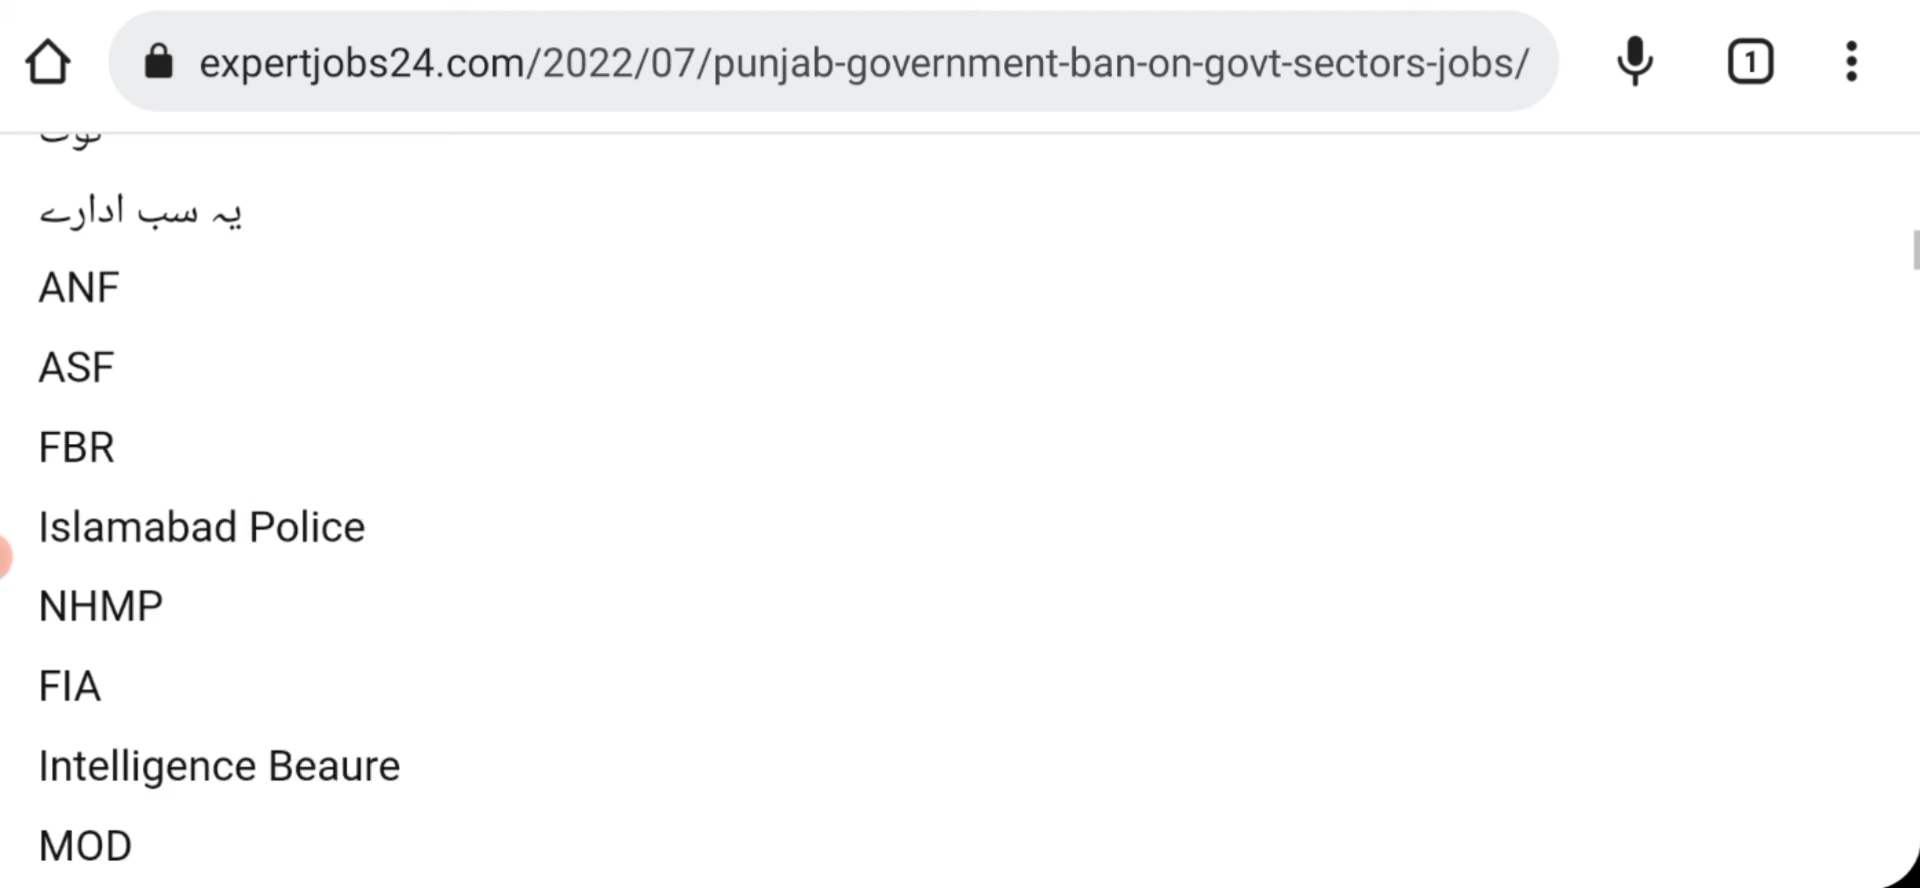 expertjobs24.com/2022/07/punjab-government-ban-on-govt-sectors-jobs/
1
نوٹ
یہ سب ادارے
ANF
ASF
FBR
Islamabad Police
NHMP
FIA
Intelligence Beaure
MOD